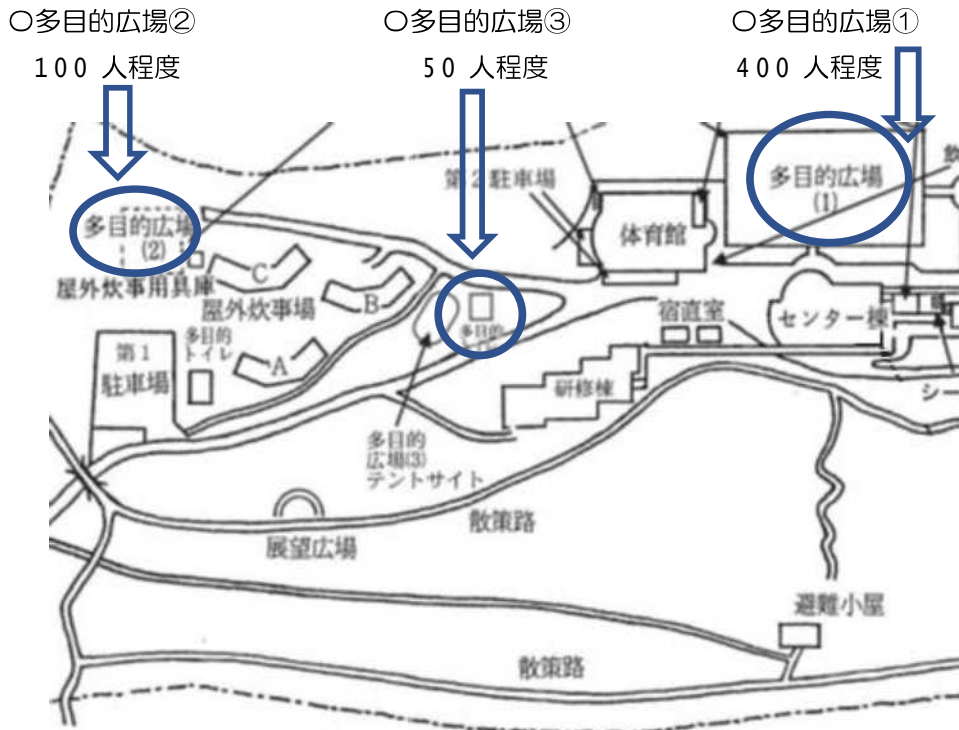 〇多目的広場②
100 人程度
〇多目的広場③
50 人程度
〇多目的広場①
400 人程度
第2駐車場
飲
多目的広場
(1)
体育館
多目的広場
(2)
屋外炊事用具庫
C
屋外炊事場
B
A
多目的
トイレ
第1
駐車場
多目的
宿直室
センター棟
研修棟
シー
多目的
広場(3)
テントサイト
展望広場
散策路
避難小屋
散策路